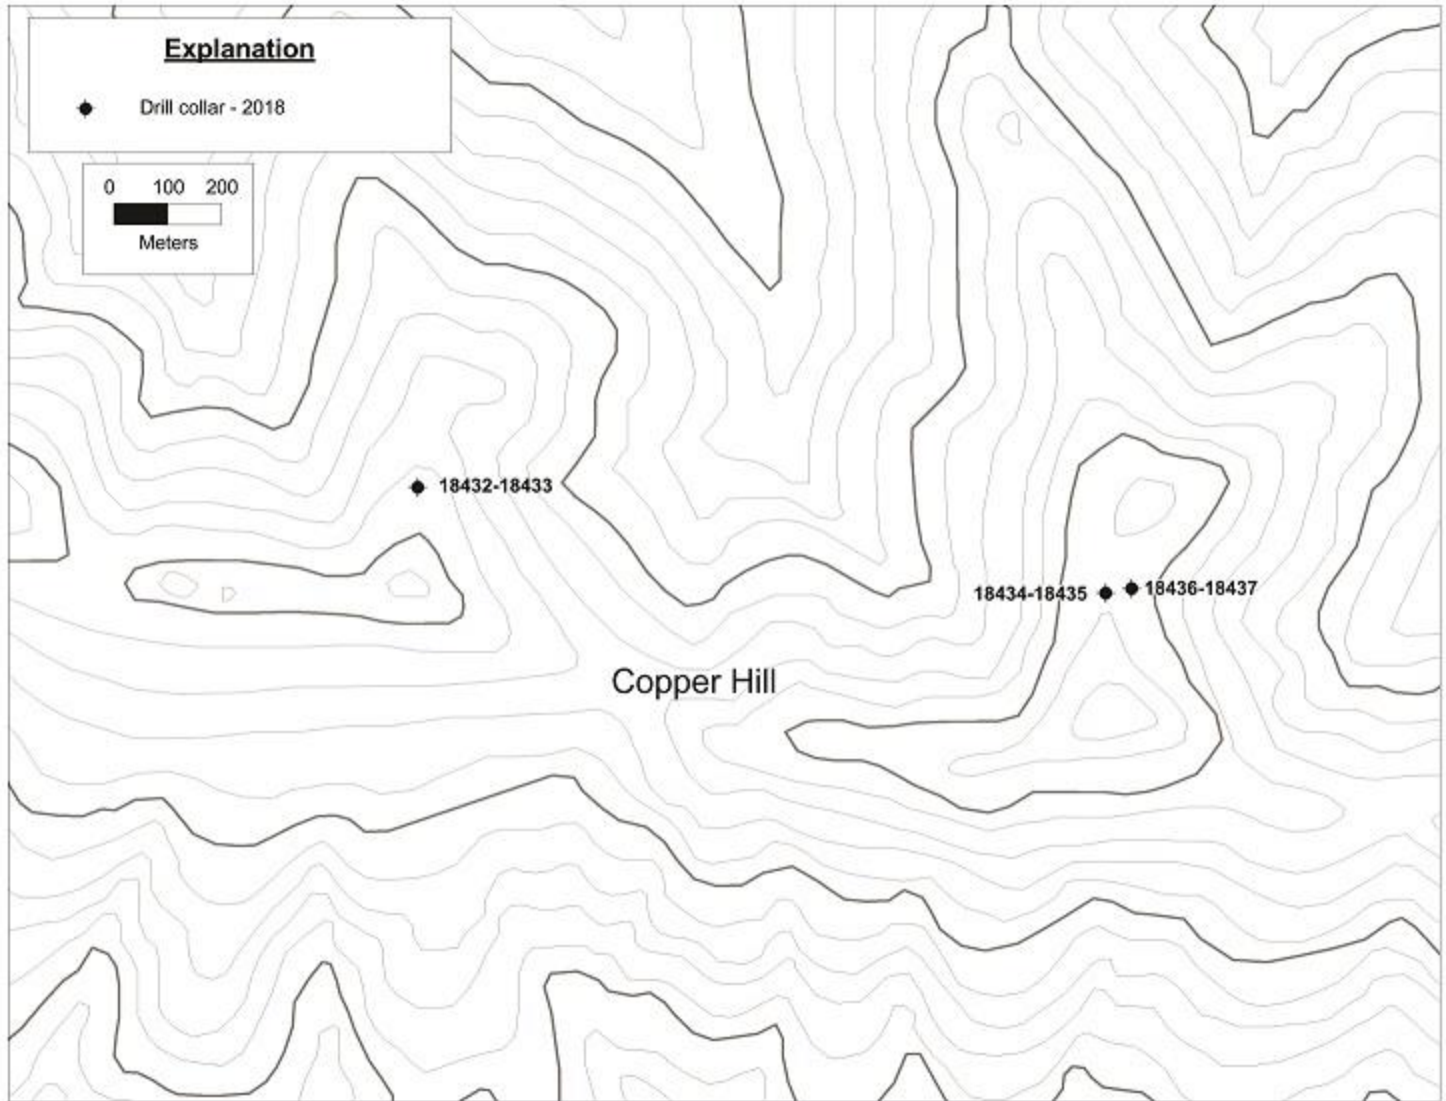 Explanation
Drill collar - 2018
0 100 200
Meters
18432-18433
18434-18435
18436-18437
Copper Hill